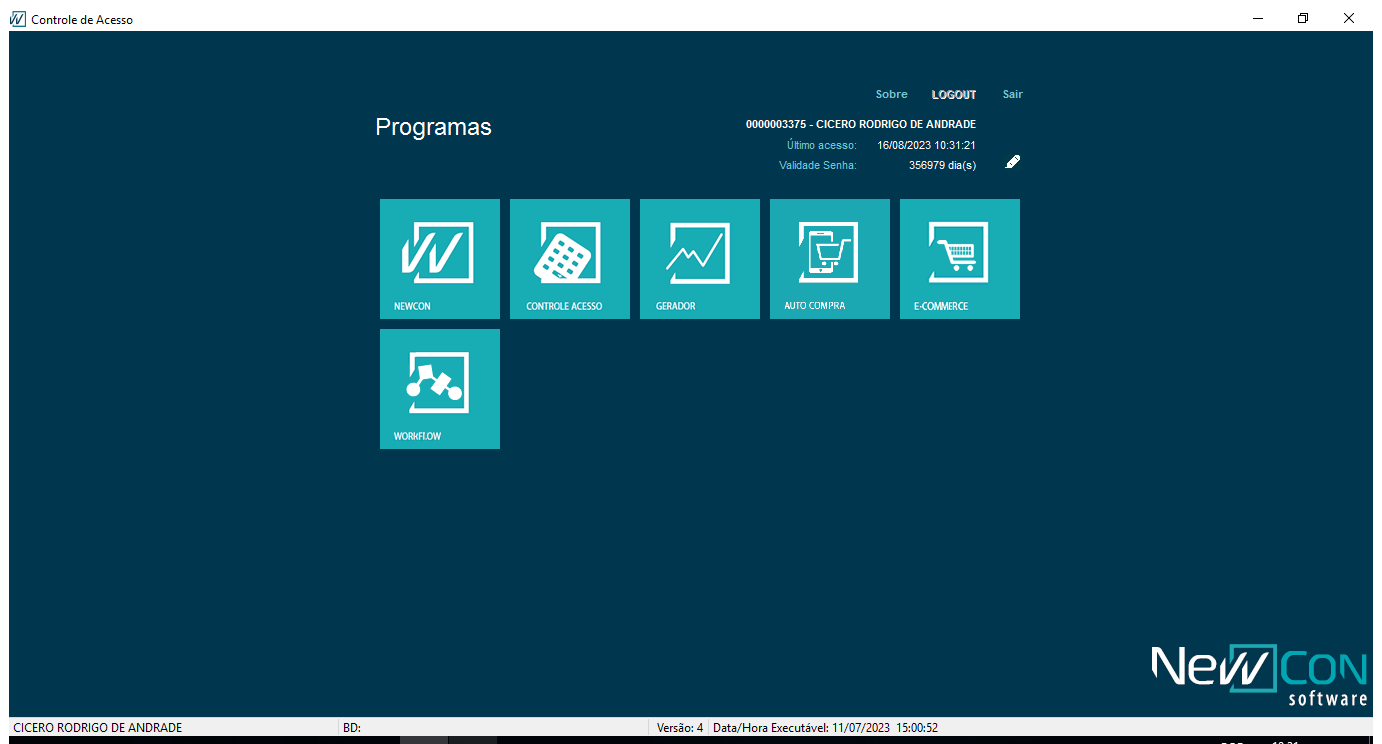 Controle de Acesso
Sobre LOGOUT Sair
Programas
0000003375 - CICERO RODRIGO DE ANDRADE
Último acesso: 16/08/2023 10:31:21
Validade Senha: 356979 dia(s)
NEWCON CONTROLE ACESSO GERADOR AUTO COMPRA E-COMMERCE
WORKFLOW
NewCon
software
CICERO RODRIGO DE ANDRADE BD: Versão: 4 Data/Hora Executável: 11/07/2023 15:00:52